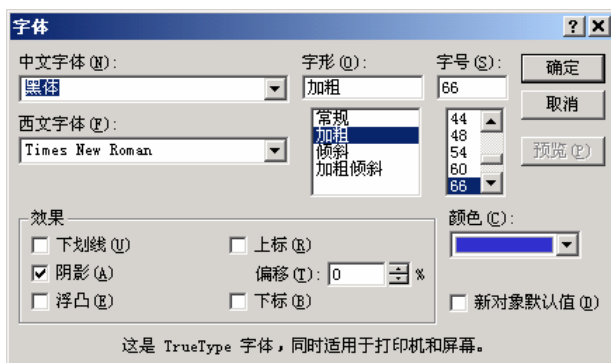 字体
中文字体(N):
黑体
西文字体(F):
Times New Roman
字形(O):
加粗
常规
加粗
倾斜
加粗倾斜
字号(S):
66
44
48
54
60
66
确定
取消
预览(P)
效果
下划线(U)
阴影(A)
浮凸(E)
上标(R)
偏移(T): 0 %
下标(B)
颜色(C):
新对象默认值(D)
这是 TrueType 字体，同时适用于打印机和屏幕。